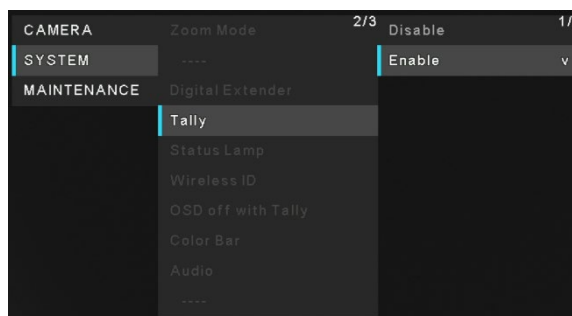 CAMERA
SYSTEM
MAINTENANCE
Zoom Mode 2/3
----
Digital Extender
Tally
Status Lamp
Wireless ID
OSD off with Tally
Color Bar
Audio
----
Disable 1/
Enable v